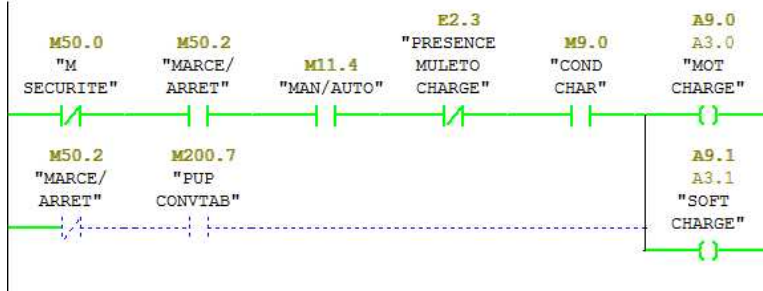 E2.3 A9.0
M50.0 M50.2 "PRESENCE M9.0 A3.0
"M "MARCE/ M11.4 MULETO "COND "MOT
SECURITE" ARRET" "MAN/AUTO" CHARGE" CHAR" CHARGE"
M50.2 M200.7 A9.1
"MARCE/ "PUP A3.1
ARRET" CONVTAB" "SOFT
CHARGE"